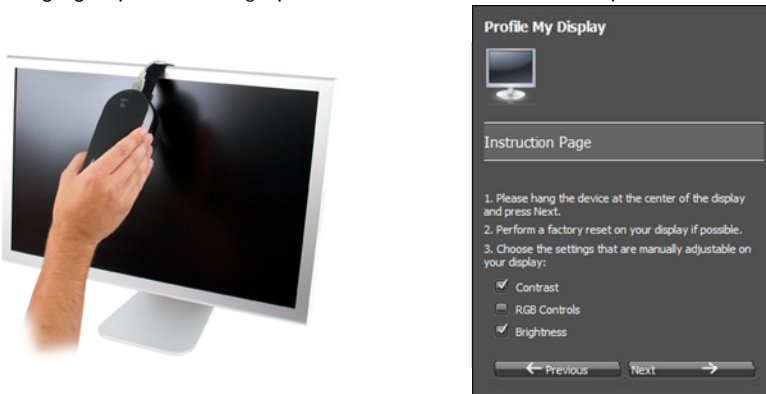 Profile My Display
Instruction Page
1. Please hang the device at the center of the display
and press Next.
2. Perform a factory reset on your display if possible.
3. Choose the settings that are manually adjustable on
your display:
Contrast
RGB Controls
Brightness
Previous
Next